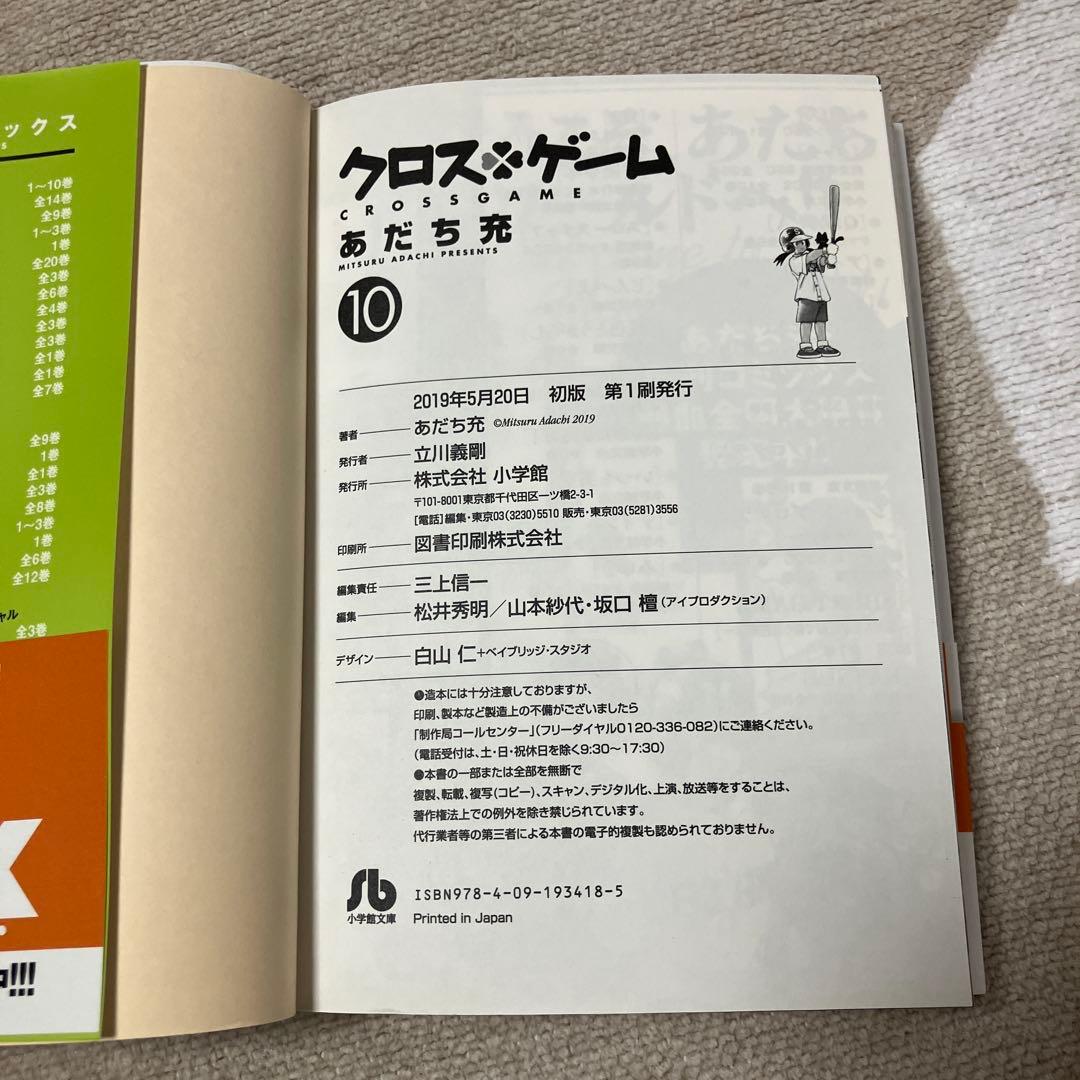 ックス
1～10巻
全14巻
全9巻
1～3巻
1巻
全20巻
全3巻
全6巻
全4巻
全3巻
全3巻
全1巻
全1巻
全7巻
全9巻
1巻
全1巻
全3巻
全8巻
1～3巻
1巻
全6巻
全12巻
全3巻
クロスゲーム
CROSSGAME
あだち充
MITSURU ADACHI PRESENTS
10
2019年5月20日 初版 第1刷発行
著者 あだち充 ©Mitsuru Adachi 2019
発行者 立川義剛
発行所 株式会社 小学館
〒101-8001東京都千代田区一ツ橋2-3-1
[電話]編集・東京03(3230)5510 販売・東京03(5281)3556
印刷所 図書印刷株式会社
編集責任 三上信一
編集 松井秀明／山本紗代・坂口 檀(アイプロダクション)
デザイン 白山 仁+ベイブリッジ・スタジオ
●造本には十分注意しておりますが、
印刷、製本など製造上の不備がございましたら
「制作局コールセンター」(フリーダイヤル0120-336-082)にご連絡ください。
(電話受付は、土・日・祝休日を除く9:30～17:30)
●本書の一部または全部を無断で
複製、転載、複写(コピー)、スキャン、デジタル化、上演、放送等をすることは、
著作権法上での例外を除き禁じられています。
代行業者等の第三者による本書の電子的複製も認められておりません。
小学館文庫
ISBN978-4-09-193418-5
Printed in Japan